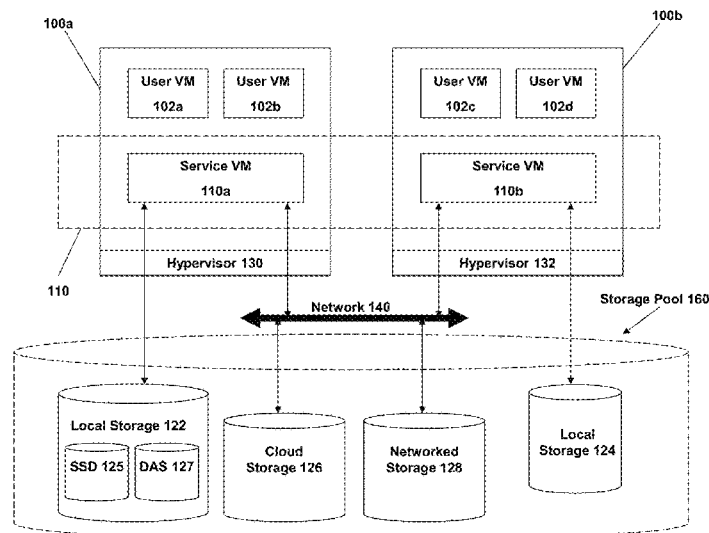 100a
100b
User VM
102a
User VM
102b
User VM
102c
User VM
102d
Service VM
110a
Service VM
110b
Hypervisor 130
Hypervisor 132
110
Network 140
Storage Pool 160
Local Storage 122
SSD 125
DAS 127
Cloud
Storage 126
Networked
Storage 128
Local
Storage 124